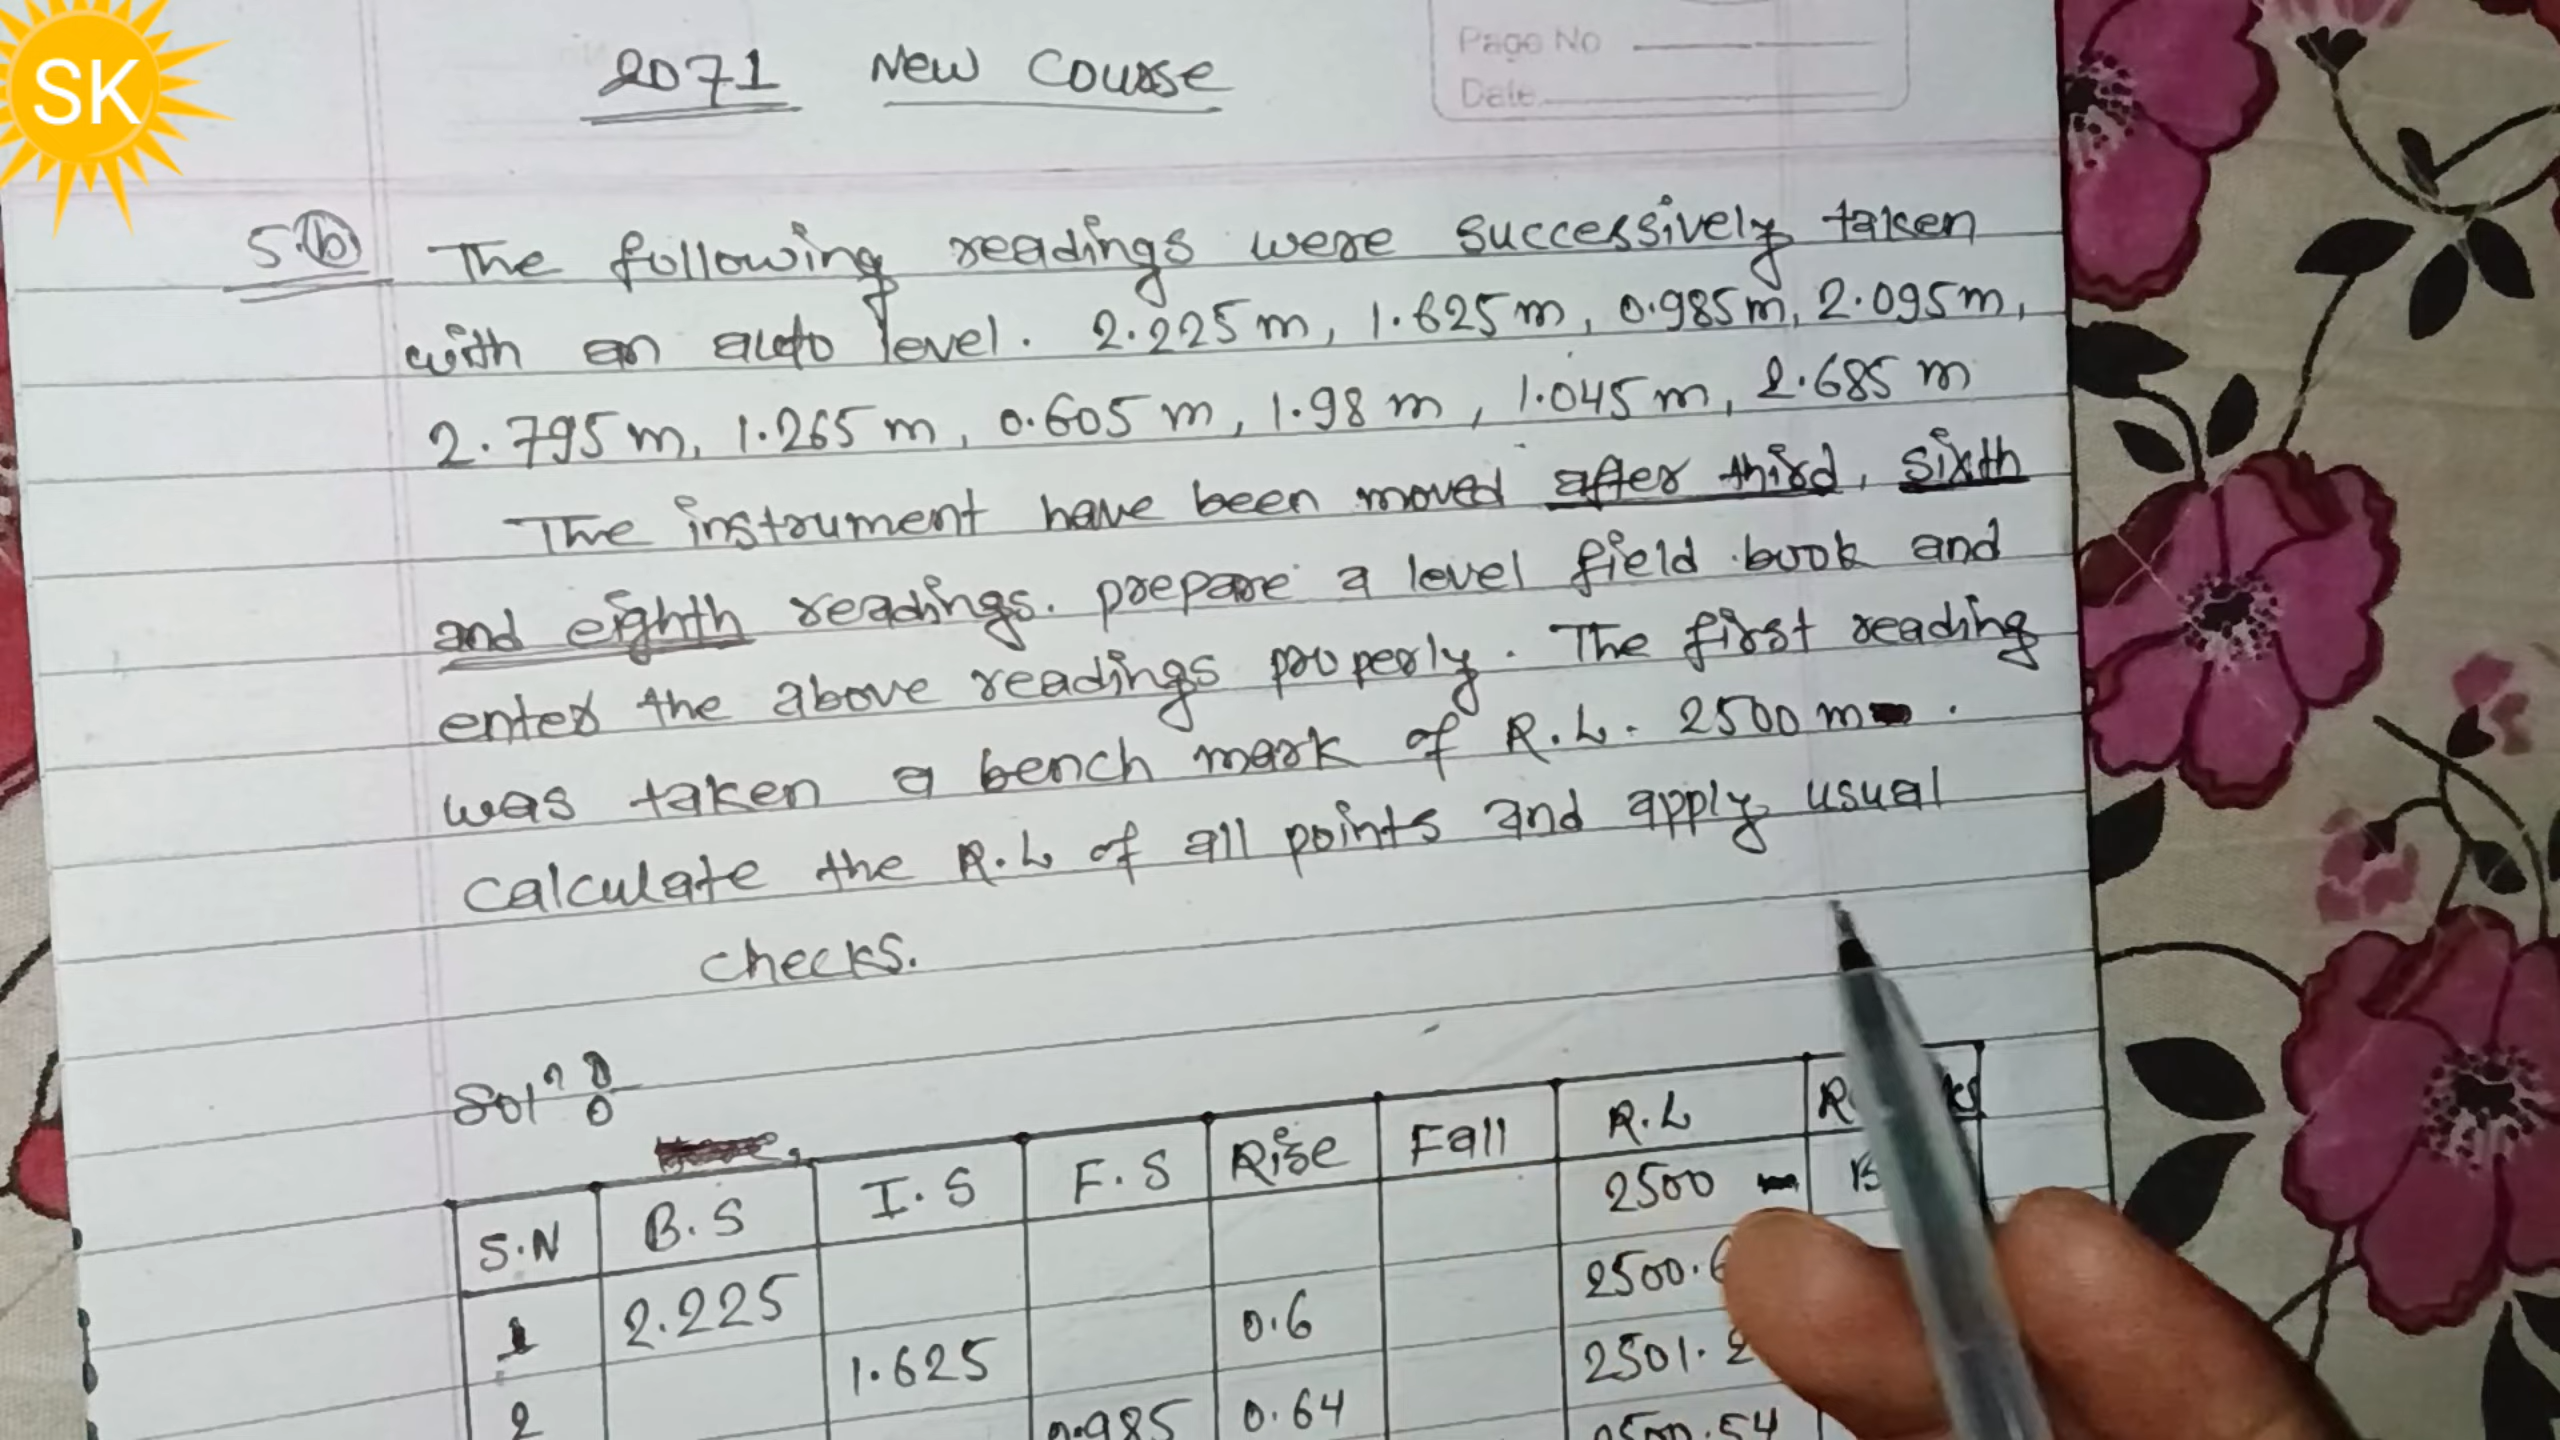 SK
Page No
Date
2071 New Course
5.(b) The following readings were successively taken
with an auto level. 2.225 m, 1.625 m, 0.985 m, 2.095 m,
2.795 m, 1.265 m, 0.605 m, 1.98 m, 1.045 m, 2.685 m
The instrument have been moved after third, sixth
and eighth readings. prepare a level field book and
enter the above readings properly. The first reading
was taken a bench mark of R.L. 2500 m .
Calculate the R.L of all points and apply usual
checks.
Solⁿ:
S.N B.S I.S F.S Rise Fall R.L
1 2.225 2500
2 1.625 0.6
0.985 0.64
2500.54